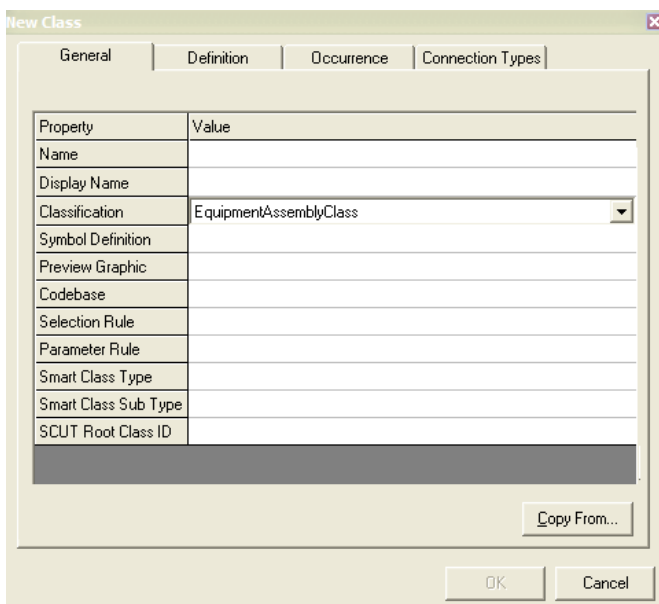 New Class
General Definition Occurrence Connection Types
Property Value
Name
Display Name
Classification EquipmentAssemblyClass
Symbol Definition
Preview Graphic
Codebase
Selection Rule
Parameter Rule
Smart Class Type
Smart Class Sub Type
SCUT Root Class ID
Copy From...
OK Cancel